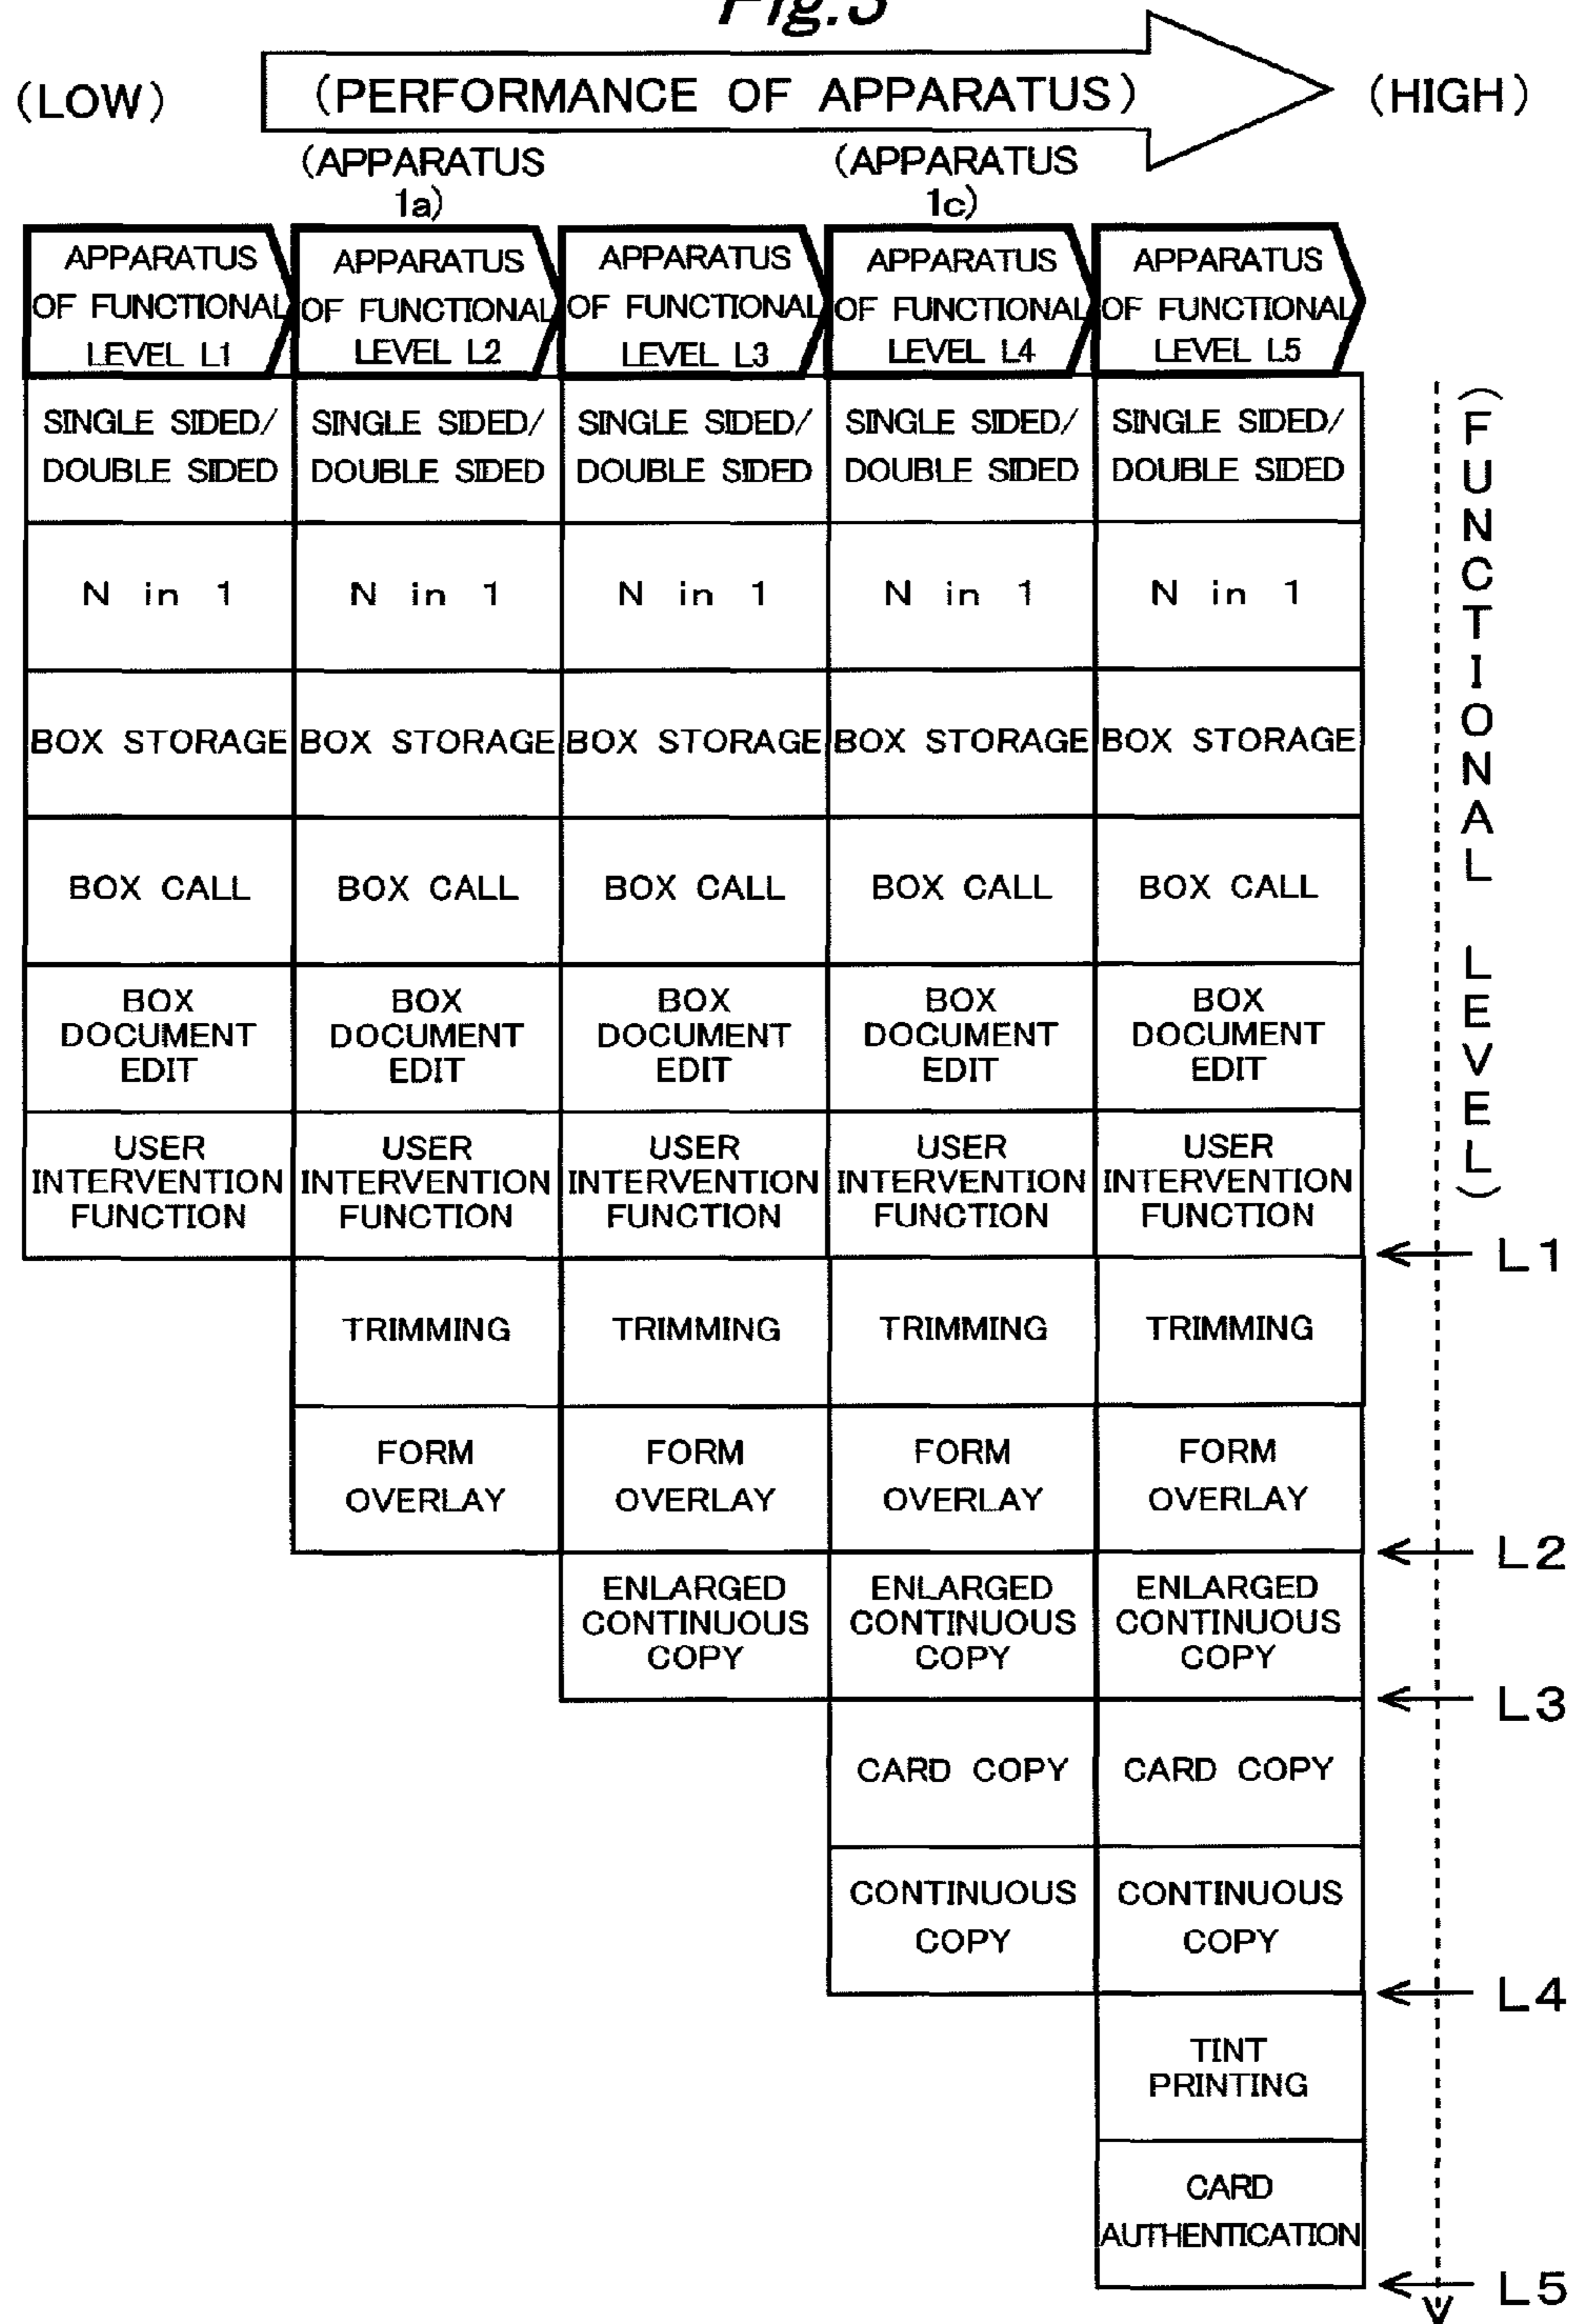 Fig.3
(LOW)
(PERFORMANCE OF APPARATUS)
(HIGH)
(APPARATUS
1a)
(APPARATUS
1c)
APPARATUS
OF FUNCTIONAL
LEVEL L1
APPARATUS
OF FUNCTIONAL
LEVEL L2
APPARATUS
OF FUNCTIONAL
LEVEL L3
APPARATUS
OF FUNCTIONAL
LEVEL L4
APPARATUS
OF FUNCTIONAL
LEVEL L5
(FUNCTIONAL LEVEL)
SINGLE SIDED/
DOUBLE SIDED
SINGLE SIDED/
DOUBLE SIDED
SINGLE SIDED/
DOUBLE SIDED
SINGLE SIDED/
DOUBLE SIDED
SINGLE SIDED/
DOUBLE SIDED
N in 1
N in 1
N in 1
N in 1
N in 1
BOX STORAGE
BOX STORAGE
BOX STORAGE
BOX STORAGE
BOX STORAGE
BOX CALL
BOX CALL
BOX CALL
BOX CALL
BOX CALL
BOX
DOCUMENT
EDIT
BOX
DOCUMENT
EDIT
BOX
DOCUMENT
EDIT
BOX
DOCUMENT
EDIT
BOX
DOCUMENT
EDIT
USER
INTERVENTION
FUNCTION
USER
INTERVENTION
FUNCTION
USER
INTERVENTION
FUNCTION
USER
INTERVENTION
FUNCTION
USER
INTERVENTION
FUNCTION
L1
TRIMMING
TRIMMING
TRIMMING
TRIMMING
FORM
OVERLAY
FORM
OVERLAY
FORM
OVERLAY
FORM
OVERLAY
L2
ENLARGED
CONTINUOUS
COPY
ENLARGED
CONTINUOUS
COPY
ENLARGED
CONTINUOUS
COPY
L3
CARD COPY
CARD COPY
CONTINUOUS
COPY
CONTINUOUS
COPY
L4
TINT
PRINTING
CARD
AUTHENTICATION
L5